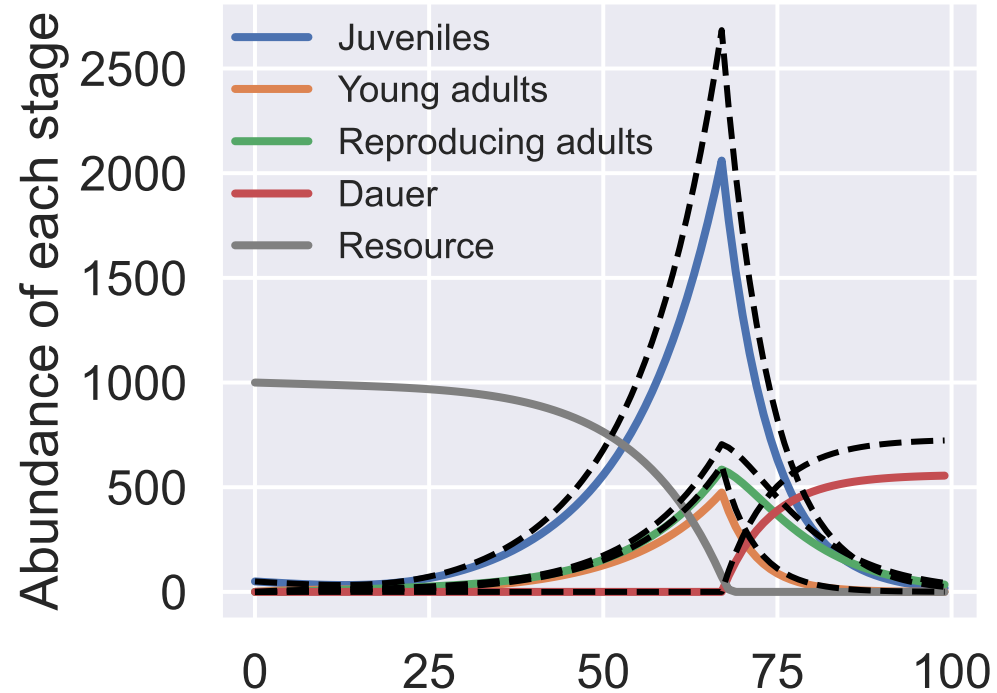 Abundance of each stage
2500
2000
1500
1000
500
0
Juveniles
Young adults
Reproducing adults
Dauer
Resource
0 25 50 75 100